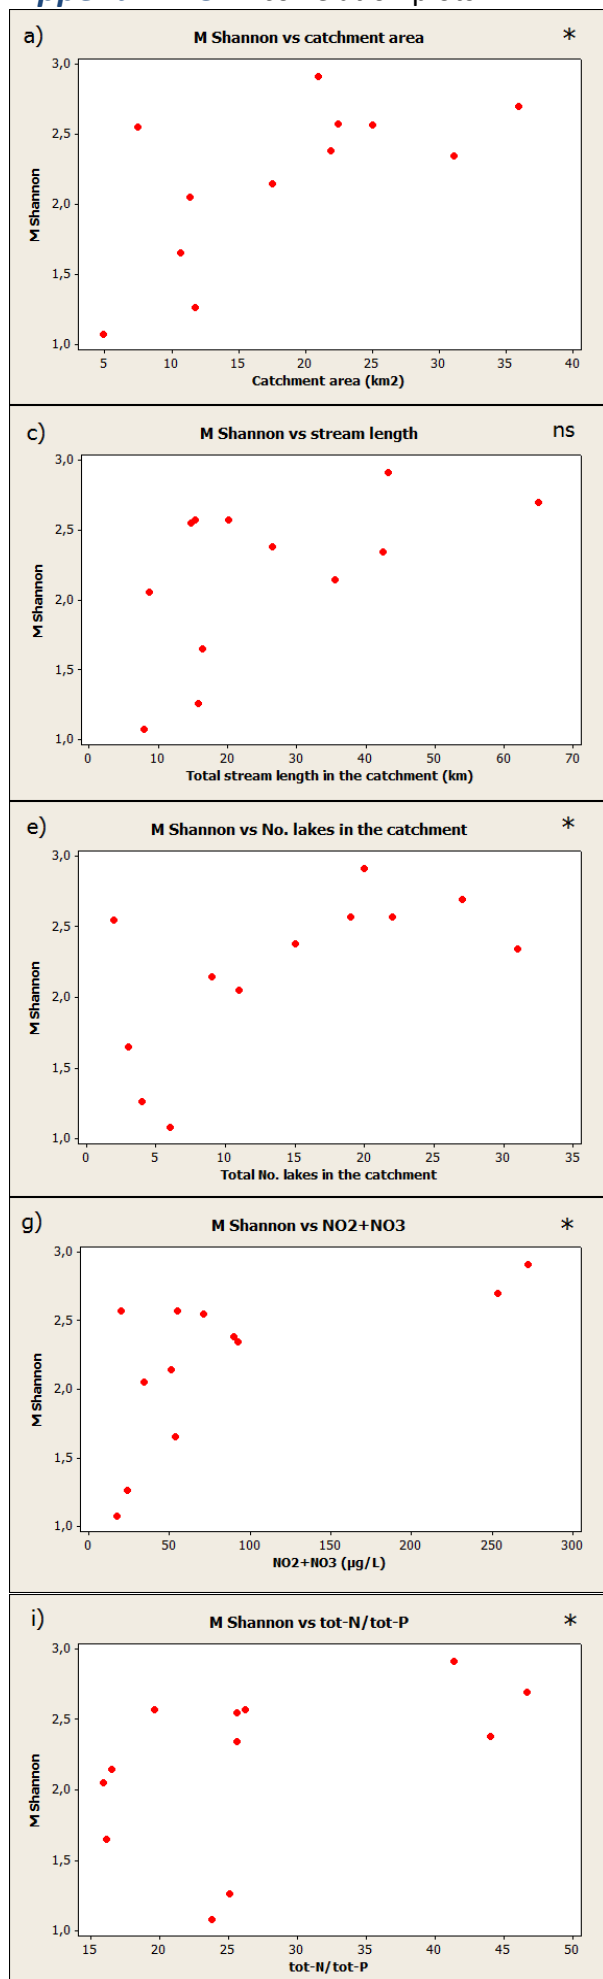 a) M Shannon vs catchment area *
3,0
2,5
2,0
1,5
1,0
M Shannon
5 10 15 20 25 30 35 40
Catchment area (km2)
c) M Shannon vs stream length ns
3,0
2,5
2,0
1,5
1,0
M Shannon
0 10 20 30 40 50 60 70
Total stream length in the catchment (km)
e) M Shannon vs No. lakes in the catchment *
3,0
2,5
2,0
1,5
1,0
M Shannon
0 5 10 15 20 25 30 35
Total No. lakes in the catchment
g) M Shannon vs NO2+NO3 *
3,0
2,5
2,0
1,5
1,0
M Shannon
0 50 100 150 200 250 300
NO2+NO3 (µg/L)
i) M Shannon vs tot-N/tot-P *
3,0
2,5
2,0
1,5
1,0
M Shannon
15 20 25 30 35 40 45 50
tot-N/tot-P